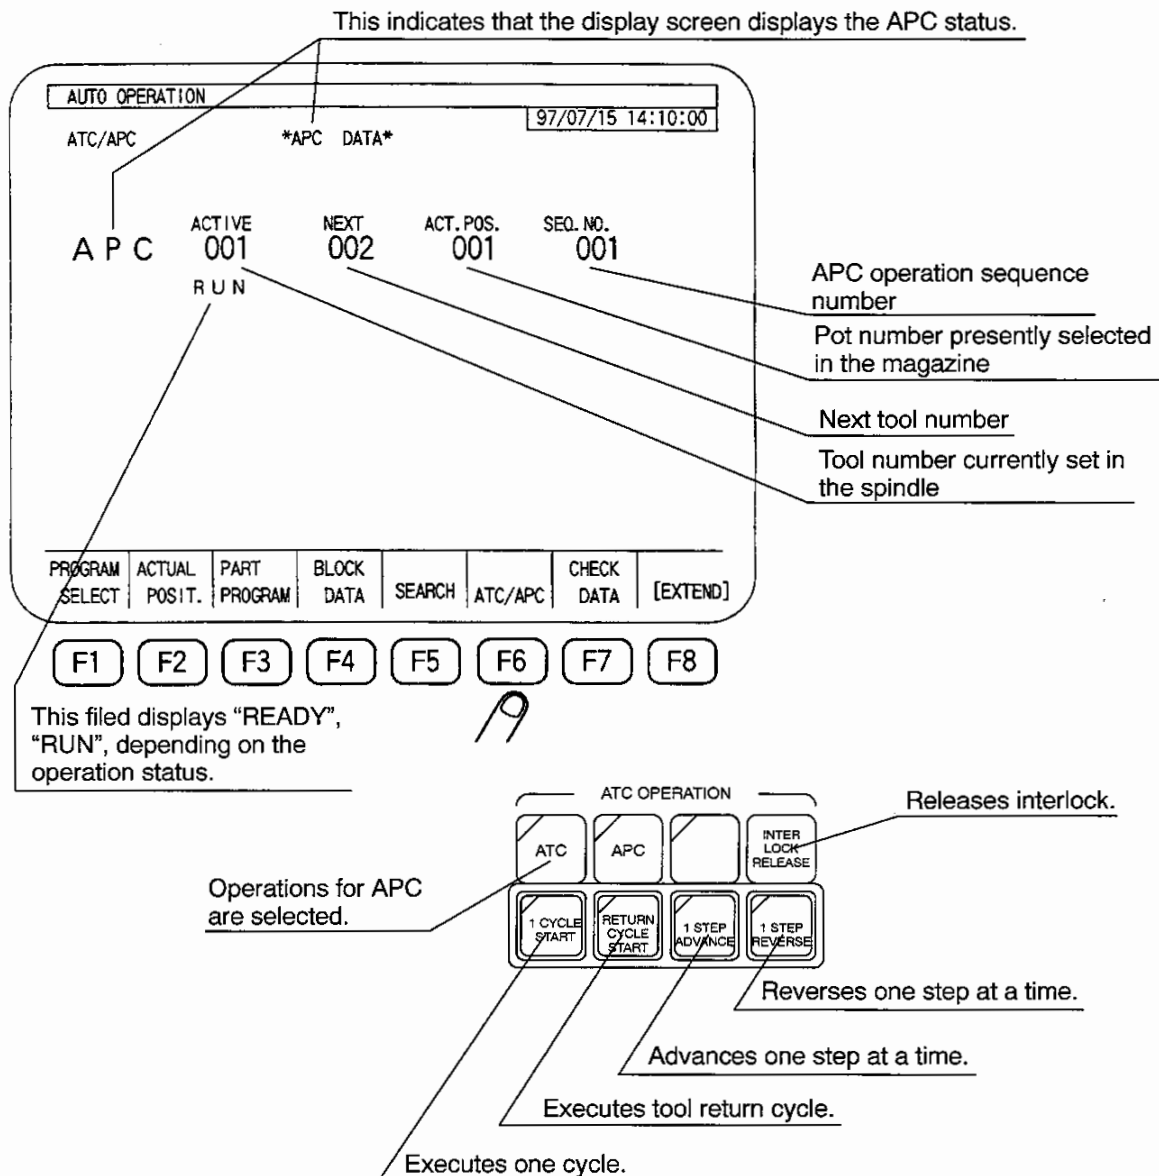 This indicates that the display screen displays the APC status.
AUTO OPERATION
97/07/15 14:10:00
ATC/APC *APC DATA*
ACTIVE NEXT ACT.POS. SEQ.NO.
APC 001 002 001 001
RUN
APC operation sequence
number
Pot number presently selected
in the magazine
Next tool number
Tool number currently set in
the spindle
PROGRAM SELECT
ACTUAL POSIT.
PART PROGRAM
BLOCK DATA
SEARCH
ATC/APC
CHECK DATA
[EXTEND]
F1 F2 F3 F4 F5 F6 F7 F8
This filed displays “READY”,
“RUN”, depending on the
operation status.
ATC OPERATION
Releases interlock.
ATC
APC
INTER
LOCK
RELEASE
Operations for APC
are selected.
1 CYCLE
START
RETURN
CYCLE
START
1 STEP
ADVANCE
1 STEP
REVERSE
Reverses one step at a time.
Advances one step at a time.
Executes tool return cycle.
Executes one cycle.